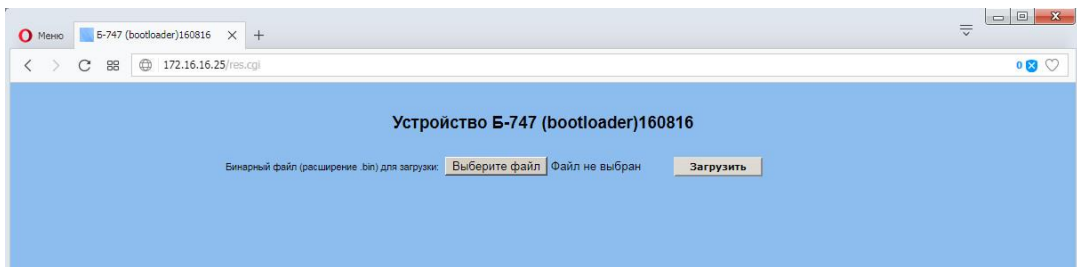 Меню
Б-747 (bootloader)160816
172.16.16.25/res.cgi
0
Устройство Б-747 (bootloader)160816
Бинарный файл (расширение .bin) для загрузки: Выберите файл Файл не выбран Загрузить